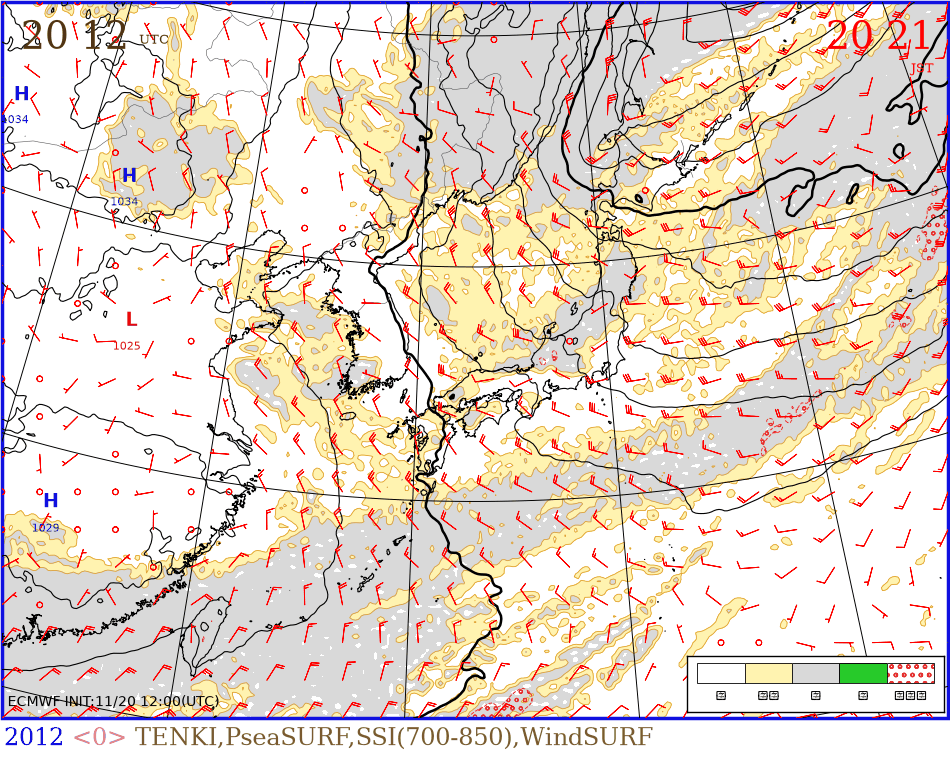 20 12 UTC
20 21
JST
H
1034
H
1034
L
1025
H
1029
ECMWF INIT:11/20 12:00(UTC)
2012 <0> TENKI,PseaSURF,SSI(700-850),WindSURF